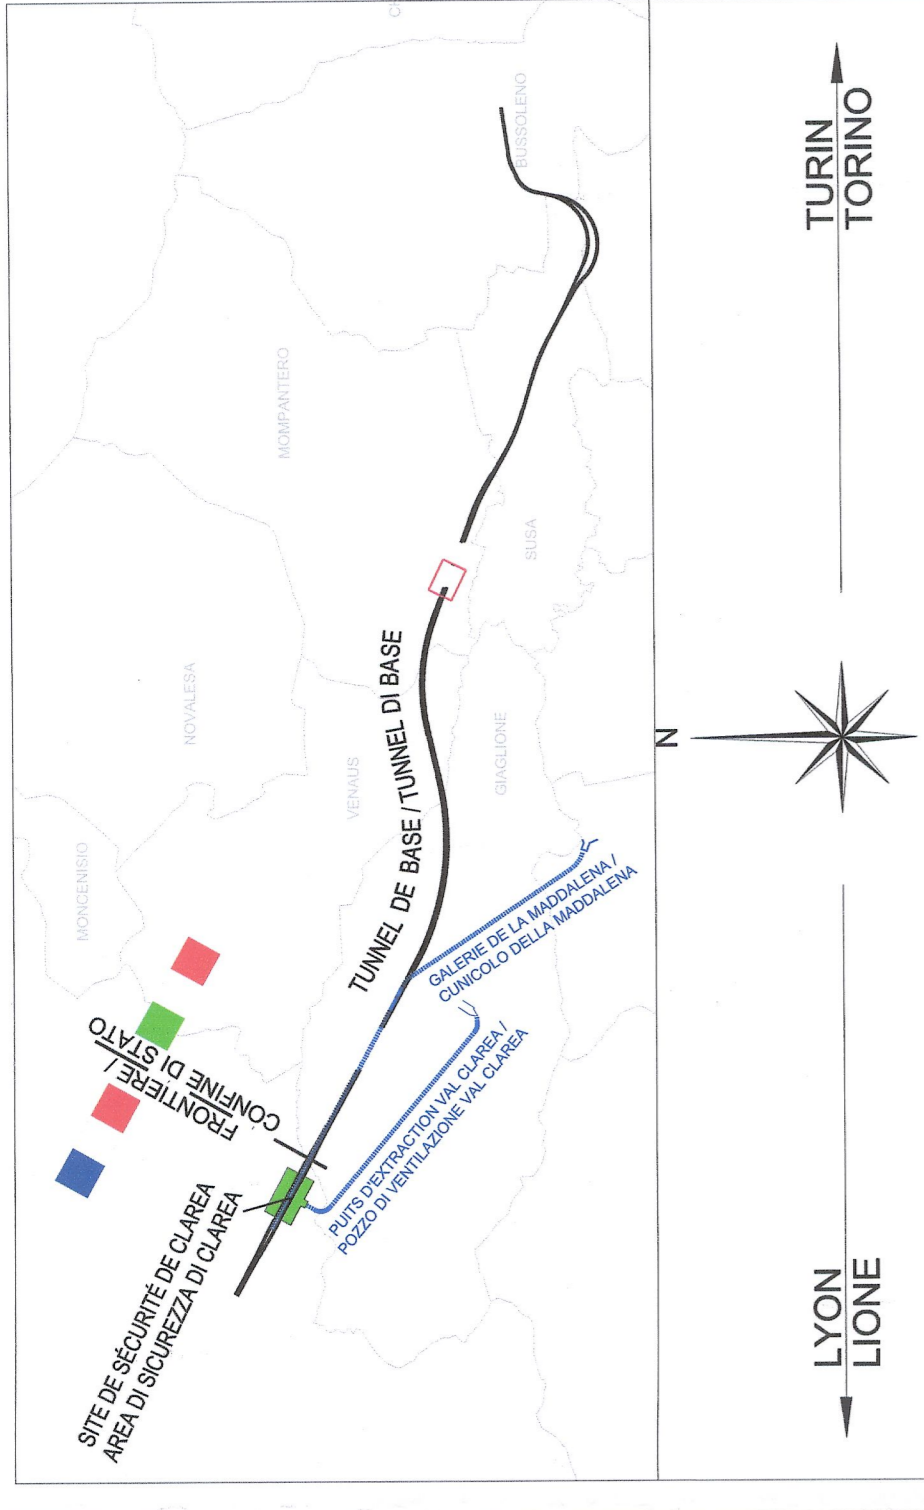 MONCENISIO
NOVALESA
MOMPANTERO
CH
BUSSOLENO
SUSA
VENAUS
GIAGLIONE
FRONTIERE /
CONFINE DI STATO
SITE DE SÉCURITÉ DE CLAREA
AREA DI SICUREZZA DI CLAREA
TUNNEL DE BASE / TUNNEL DI BASE
GALERIE DE LA MADDALENA /
CUNICOLO DELLA MADDALENA
PUITS D'EXTRACTION VAL CLAREA /
POZZO DI VENTILAZIONE VAL CLAREA
LYON
LIONE
N
TURIN
TORINO